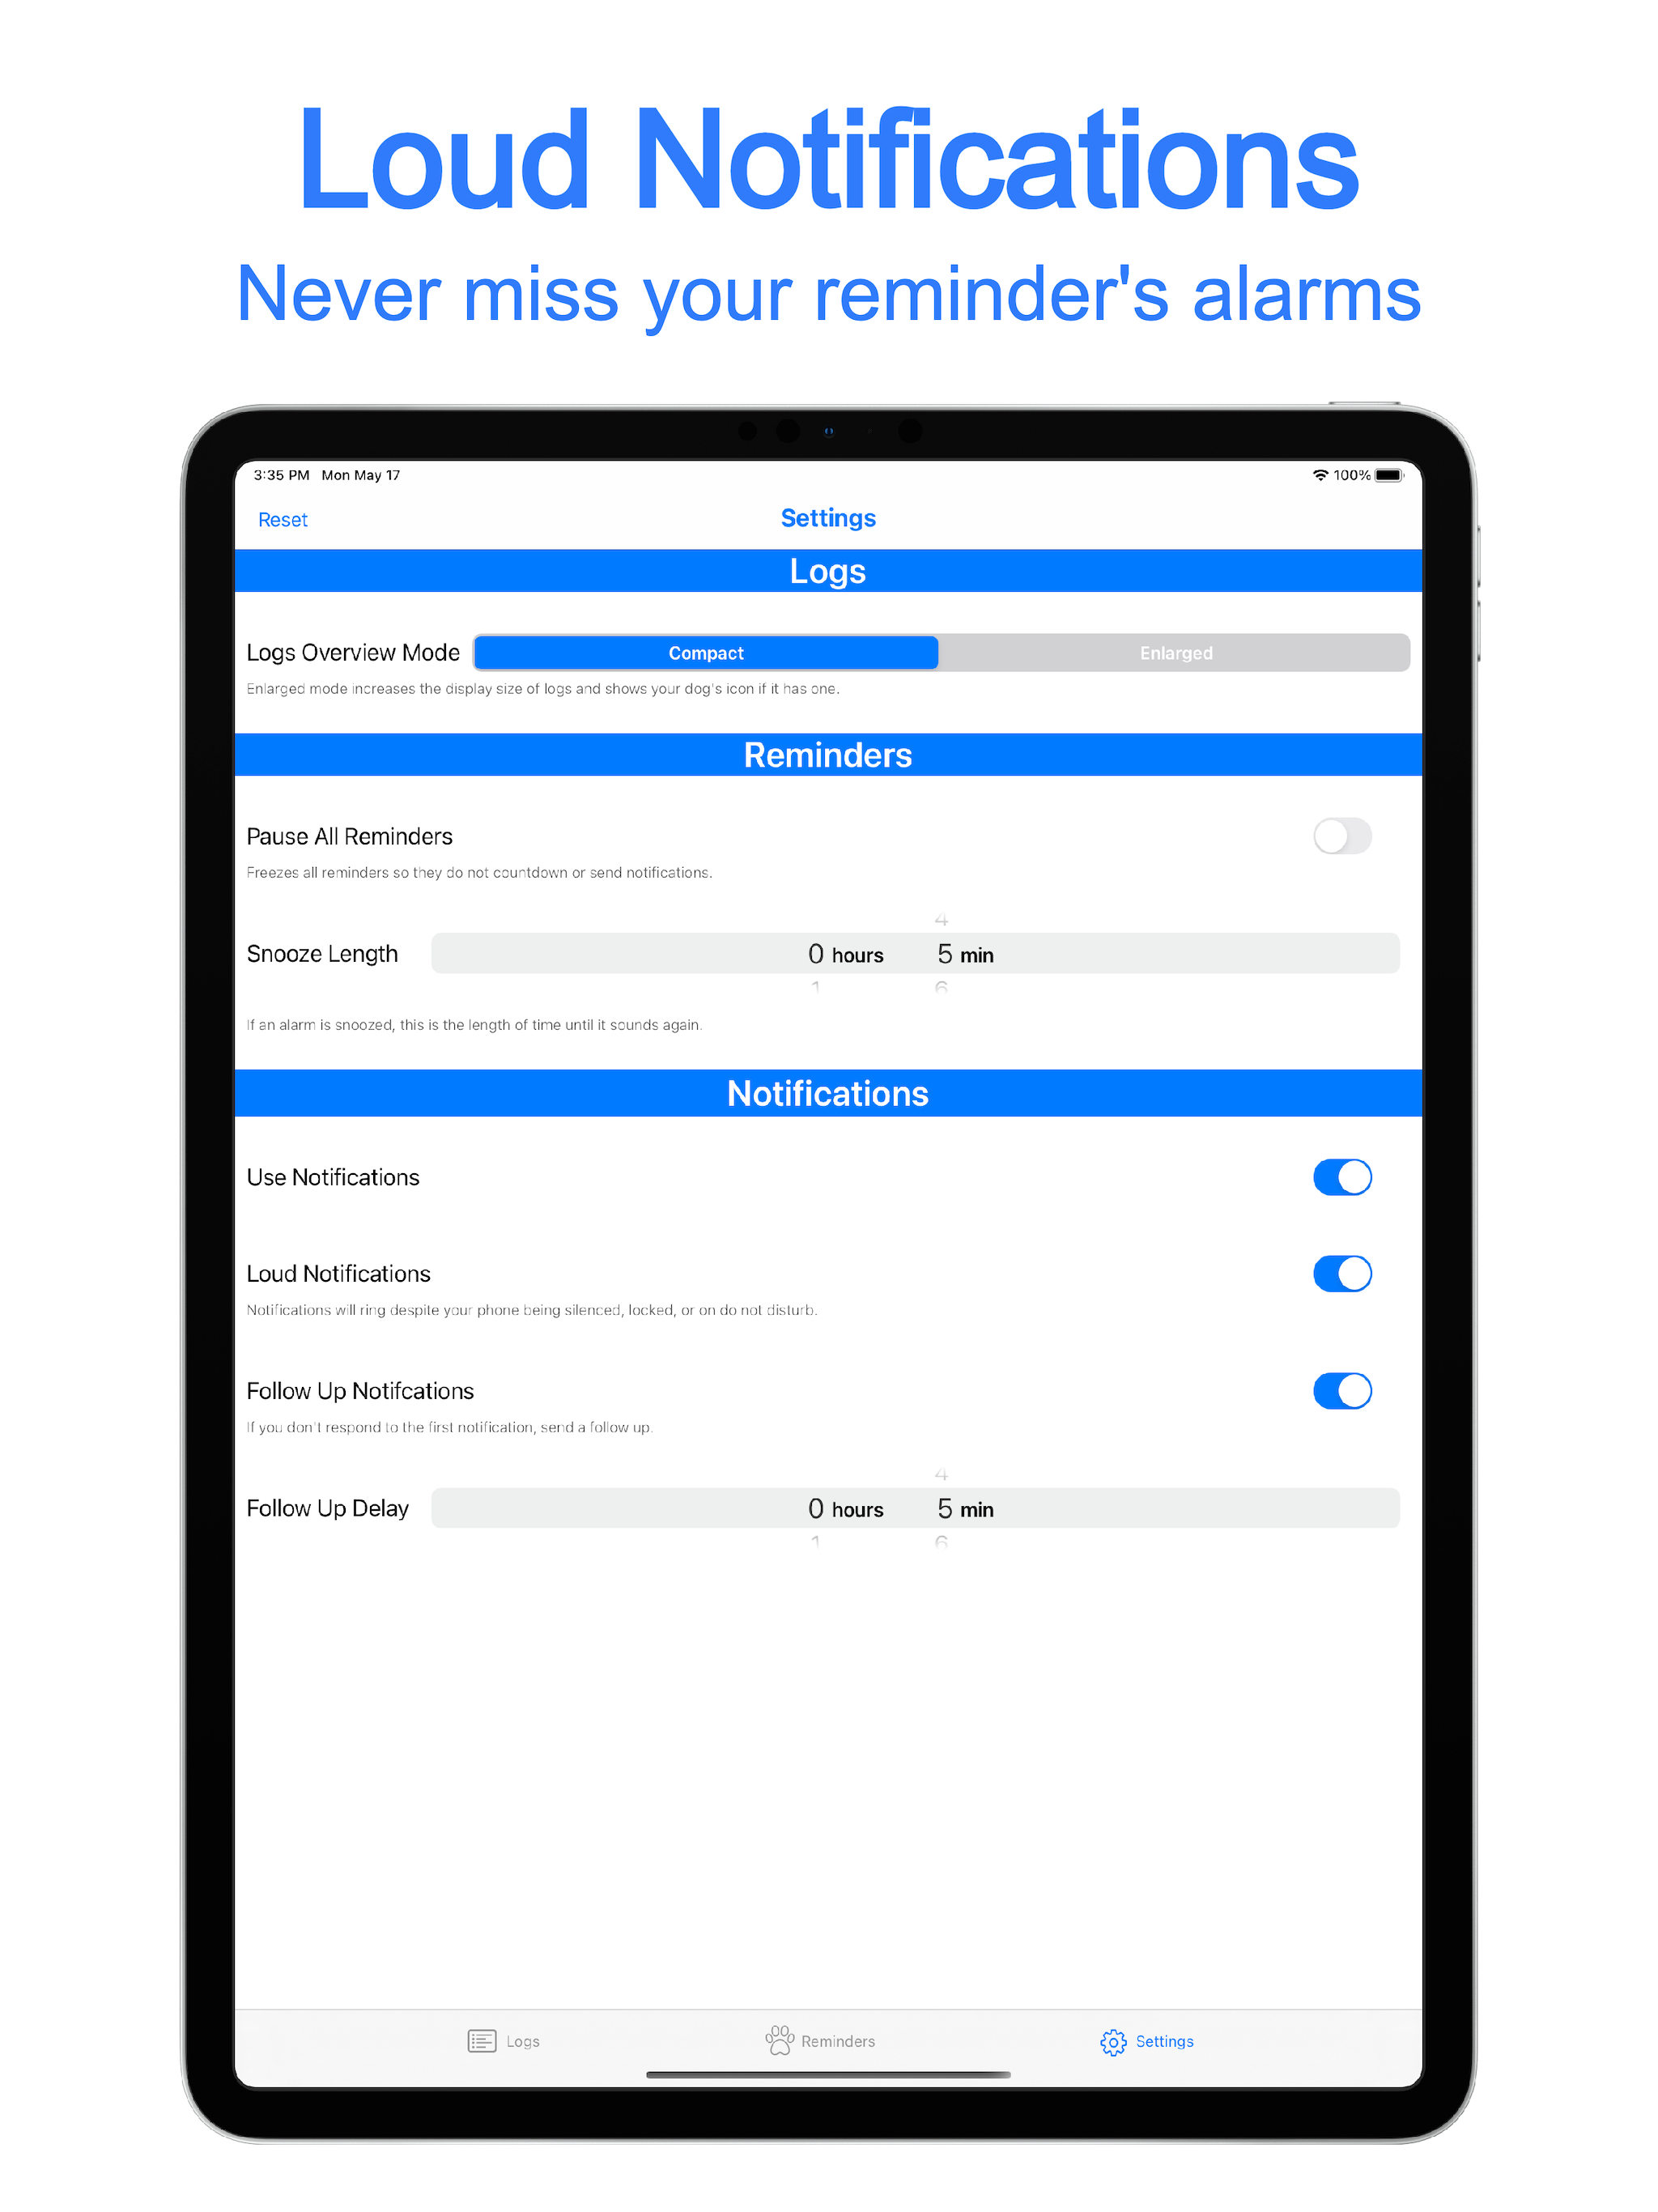 Loud Notifications
Never miss your reminder's alarms
3:35 PM Mon May 17 100%
Reset Settings
Logs
Logs Overview Mode Compact Enlarged
Enlarged mode increases the display size of logs and shows your dog's icon if it has one.
Reminders
Pause All Reminders
Freezes all reminders so they do not countdown or send notifications.
4
Snooze Length 0 hours 5 min
1 6
If an alarm is snoozed, this is the length of time until it sounds again.
Notifications
Use Notifications
Loud Notifications
Notifications will ring despite your phone being silenced, locked, or on do not disturb.
Follow Up Notifcations
If you don't respond to the first notification, send a follow up.
4
Follow Up Delay 0 hours 5 min
1 6
Logs Reminders Settings